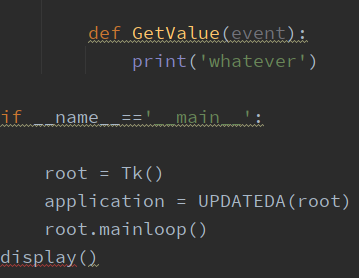 def GetValue(event):
print('whatever')
if __name__=='__main__':
root = Tk()
application = UPDATEDA(root)
root.mainloop()
display()